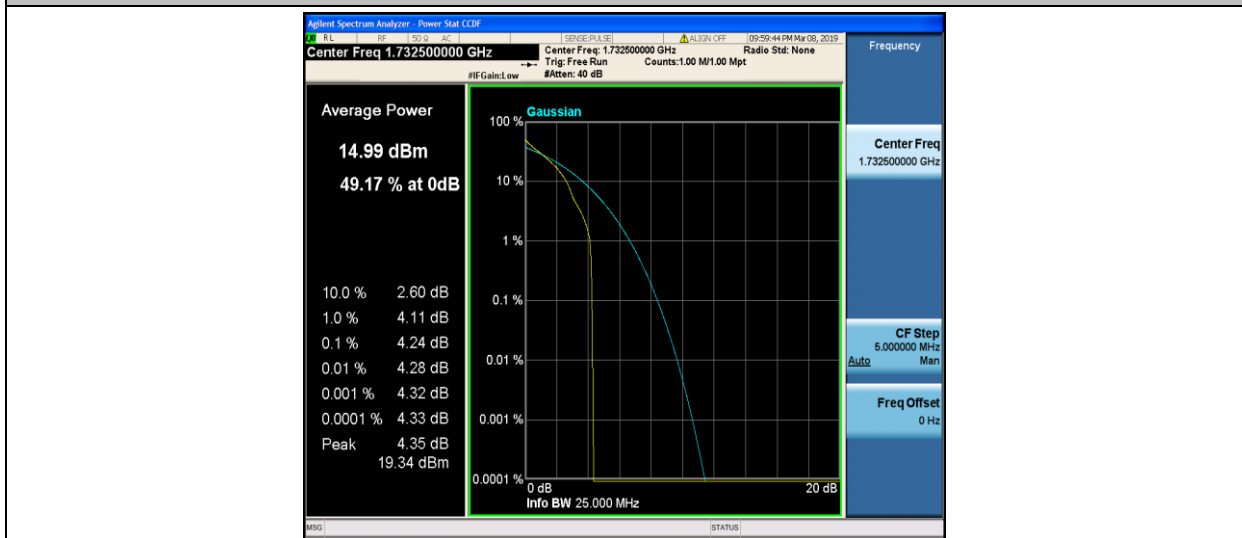 Agilent Spectrum Analyzer - Power Stat CCDF
LXI RL RF 50 Ω AC SENSE:PULSE ALIGN OFF 09:59:44 PM Mar 08, 2019
Center Freq 1.732500000 GHz
Center Freq: 1.732500000 GHz Radio Std: None
Trig: Free Run Counts:1.00 M/1.00 Mpt
#IFGain:Low #Atten: 40 dB
Average Power
14.99 dBm
49.17 % at 0dB
10.0 % 2.60 dB
1.0 % 4.11 dB
0.1 % 4.24 dB
0.01 % 4.28 dB
0.001 % 4.32 dB
0.0001 % 4.33 dB
Peak 4.35 dB
19.34 dBm
Gaussian
100 %
10 %
1 %
0.1 %
0.01 %
0.001 %
0.0001 %
0 dB 20 dB
Info BW 25.000 MHz
Frequency
Center Freq
1.732500000 GHz
CF Step
5.000000 MHz
Auto Man
Freq Offset
0 Hz
MSG STATUS